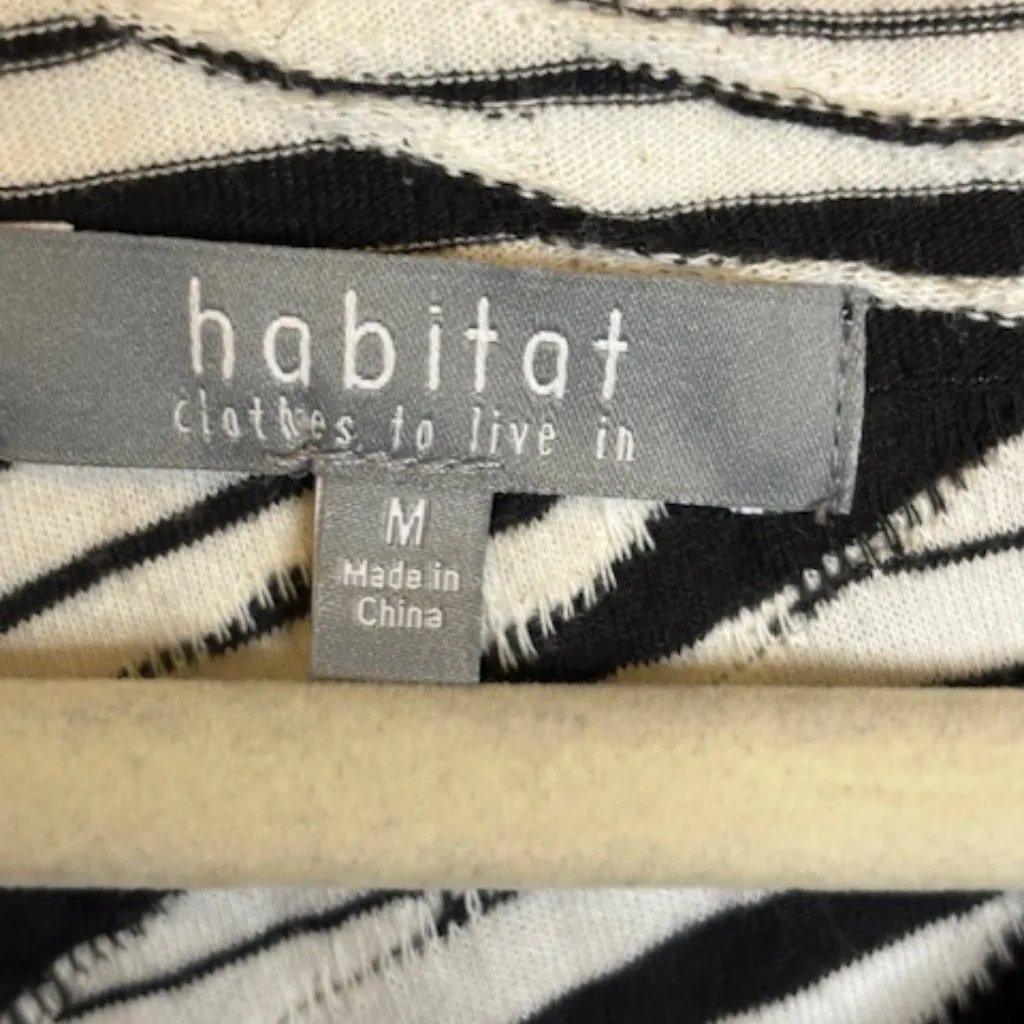 habitat
clothes to live in
M
Made in
China